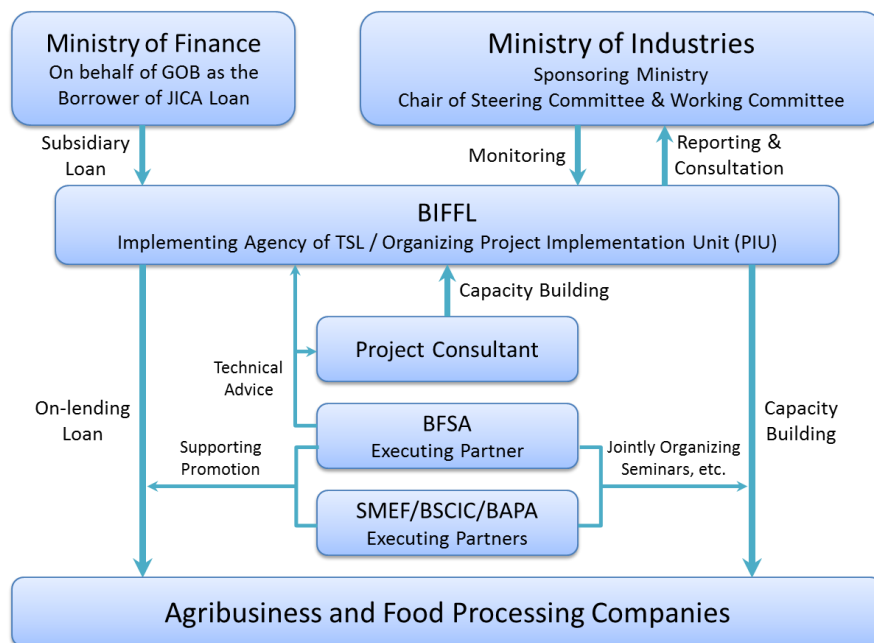 Ministry of Finance
On behalf of GOB as the
Borrower of JICA Loan
Ministry of Industries
Sponsoring Ministry
Chair of Steering Committee & Working Committee
Subsidiary
Loan
Monitoring
Reporting &
Consultation
BIFFL
Implementing Agency of TSL / Organizing Project Implementation Unit (PIU)
Capacity Building
Project Consultant
Technical
Advice
On-lending
Loan
BFSA
Executing Partner
Capacity
Building
Supporting
Promotion
Jointly Organizing
Seminars, etc.
SMEF/BSCIC/BAPA
Executing Partners
Agribusiness and Food Processing Companies